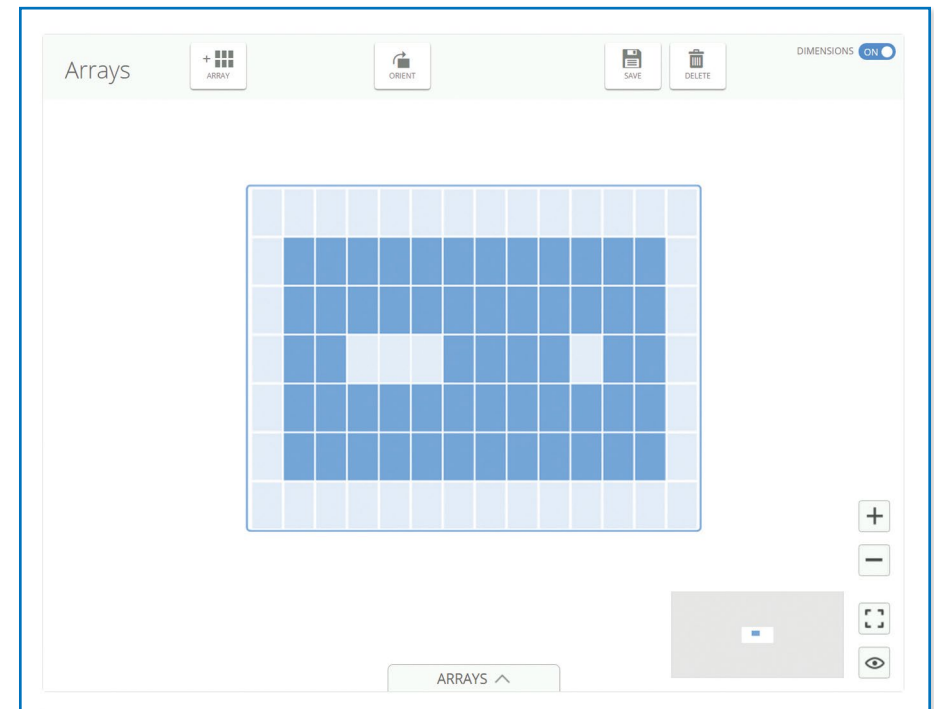 Arrays
+
ARRAY
ORIENT
SAVE
DELETE
DIMENSIONS ON
ARRAYS